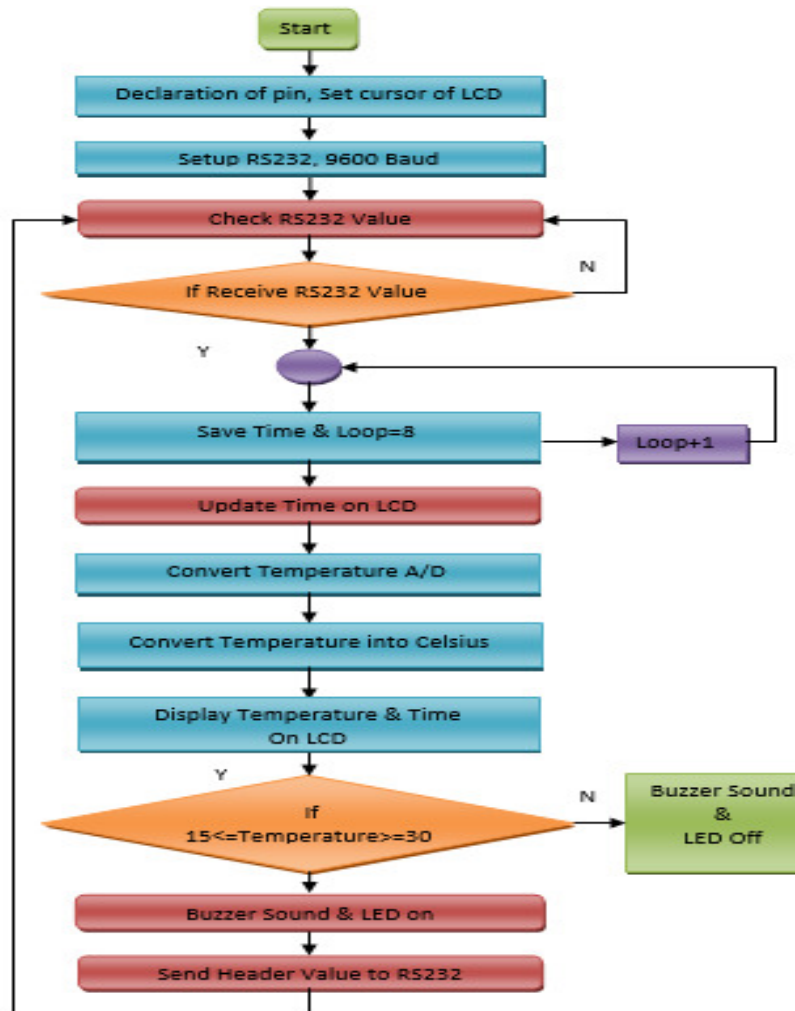 Start
Declaration of pin, Set cursor of LCD
Setup RS232, 9600 Baud
Check RS232 Value
N
If Receive RS232 Value
Y
Save Time & Loop=8
Loop+1
Update Time on LCD
Convert Temperature A/D
Convert Temperature into Celsius
Display Temperature & Time
On LCD
Y
If
15<=Temperature>=30
N
Buzzer Sound
&
LED Off
Buzzer Sound & LED on
Send Header Value to RS232